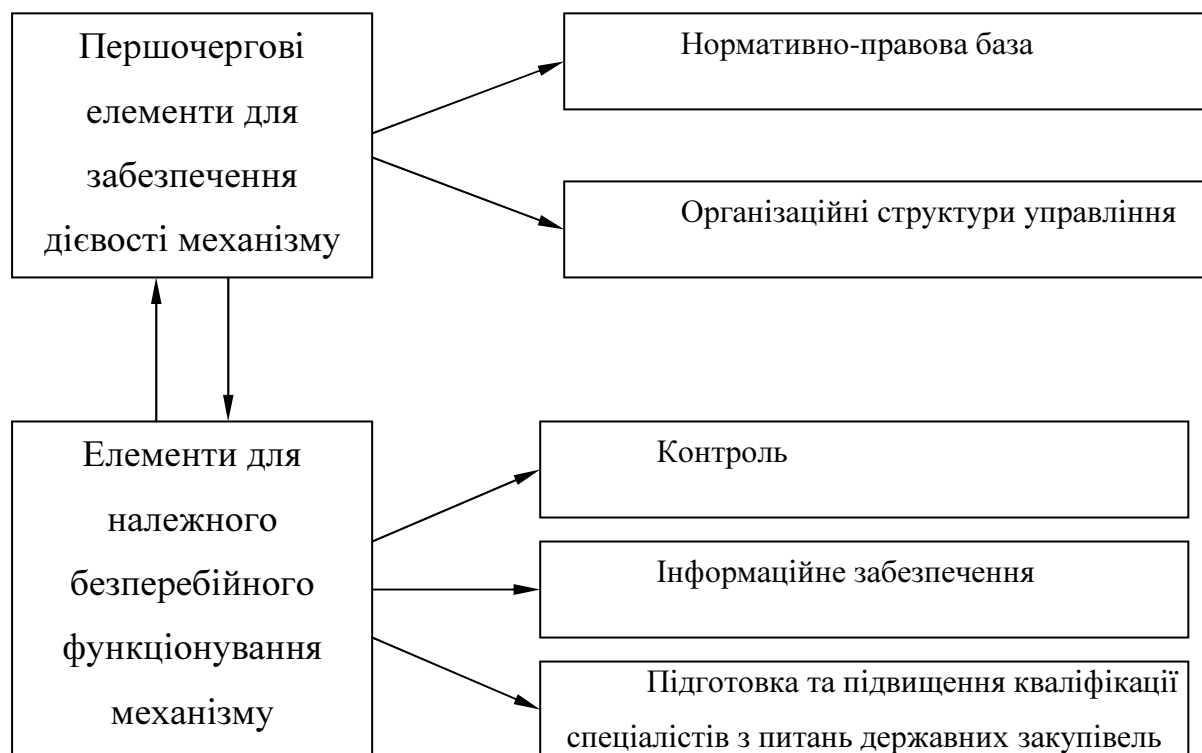 Першочергові
елементи для
забезпечення
дієвості механізму
Нормативно-правова база
Організаційні структури управління
Елементи для
належного
безперебійного
функціонування
механізму
Контроль
Інформаційне забезпечення
Підготовка та підвищення кваліфікації
спеціалістів з питань державних закупівель